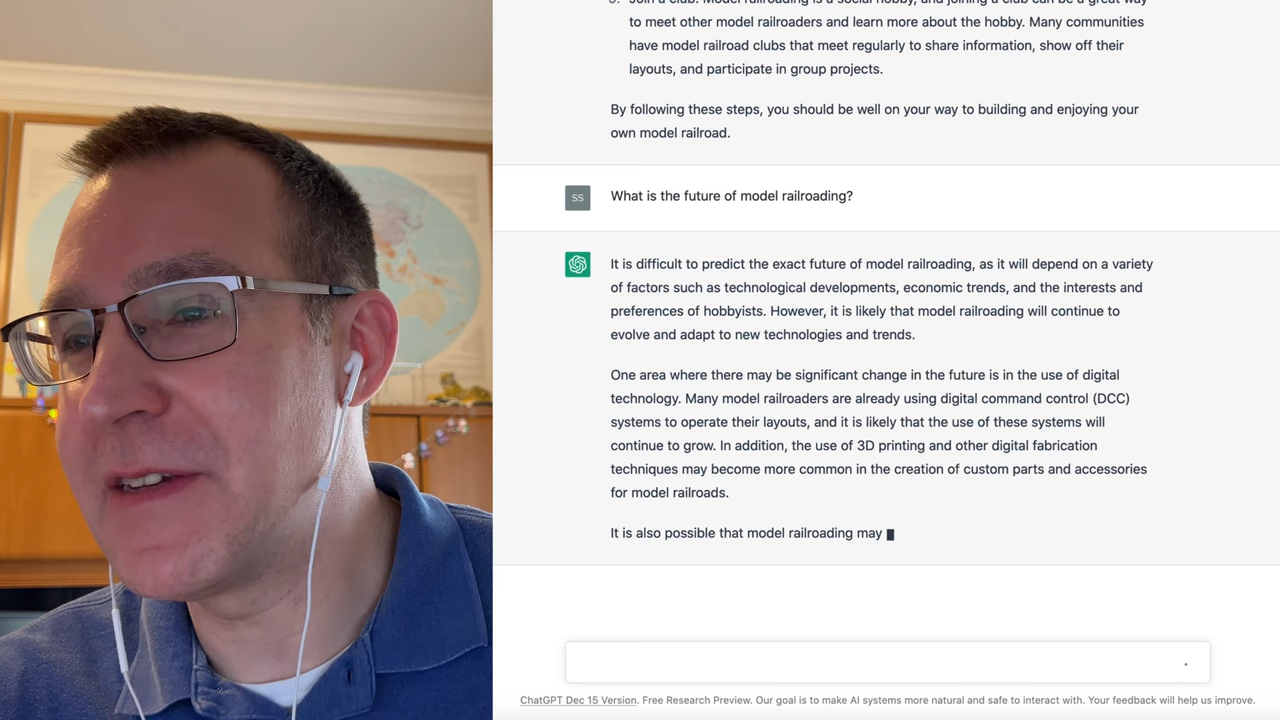 5. Join a club: Model railroading is a social hobby, and joining a club can be a great way
to meet other model railroaders and learn more about the hobby. Many communities
have model railroad clubs that meet regularly to share information, show off their
layouts, and participate in group projects.
By following these steps, you should be well on your way to building and enjoying your
own model railroad.
SS
What is the future of model railroading?
It is difficult to predict the exact future of model railroading, as it will depend on a variety
of factors such as technological developments, economic trends, and the interests and
preferences of hobbyists. However, it is likely that model railroading will continue to
evolve and adapt to new technologies and trends.
One area where there may be significant change in the future is in the use of digital
technology. Many model railroaders are already using digital command control (DCC)
systems to operate their layouts, and it is likely that the use of these systems will
continue to grow. In addition, the use of 3D printing and other digital fabrication
techniques may become more common in the creation of custom parts and accessories
for model railroads.
It is also possible that model railroading may
ChatGPT Dec 15 Version. Free Research Preview. Our goal is to make AI systems more natural and safe to interact with. Your feedback will help us improve.